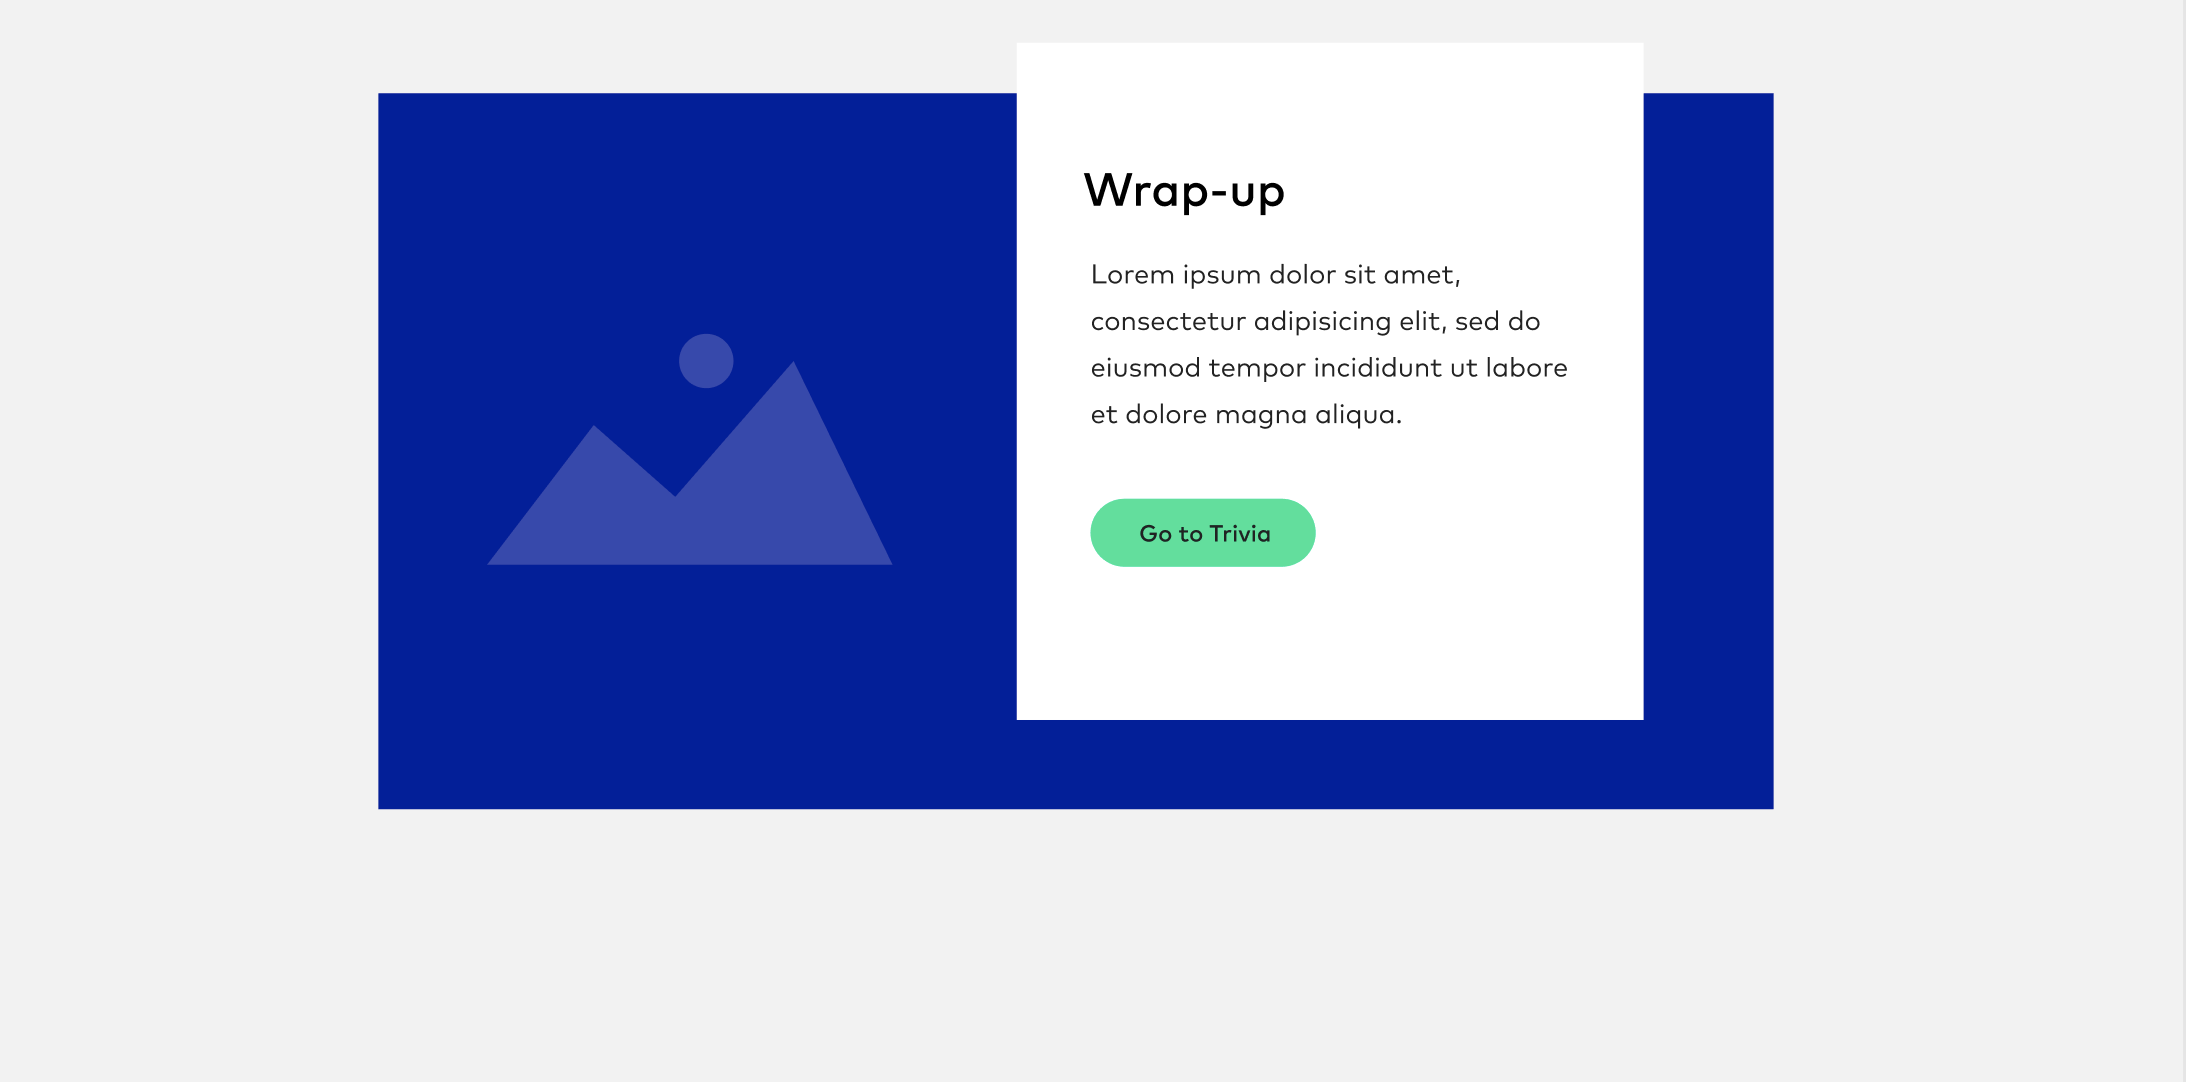 Wrap-up
Lorem ipsum dolor sit amet,
consectetur adipisicing elit, sed do
eiusmod tempor incididunt ut labore
et dolore magna aliqua.
Go to Trivia